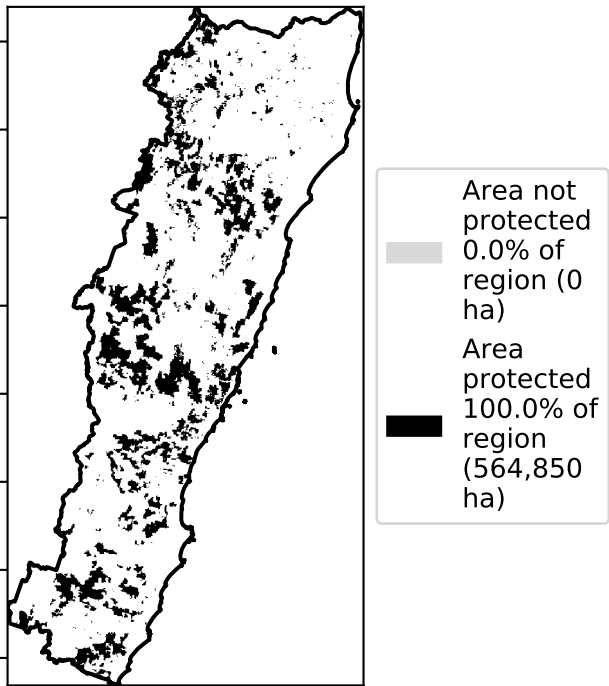 Area not
protected
0.0% of
region (0
ha)
Area
protected
100.0% of
region
(564,850
ha)